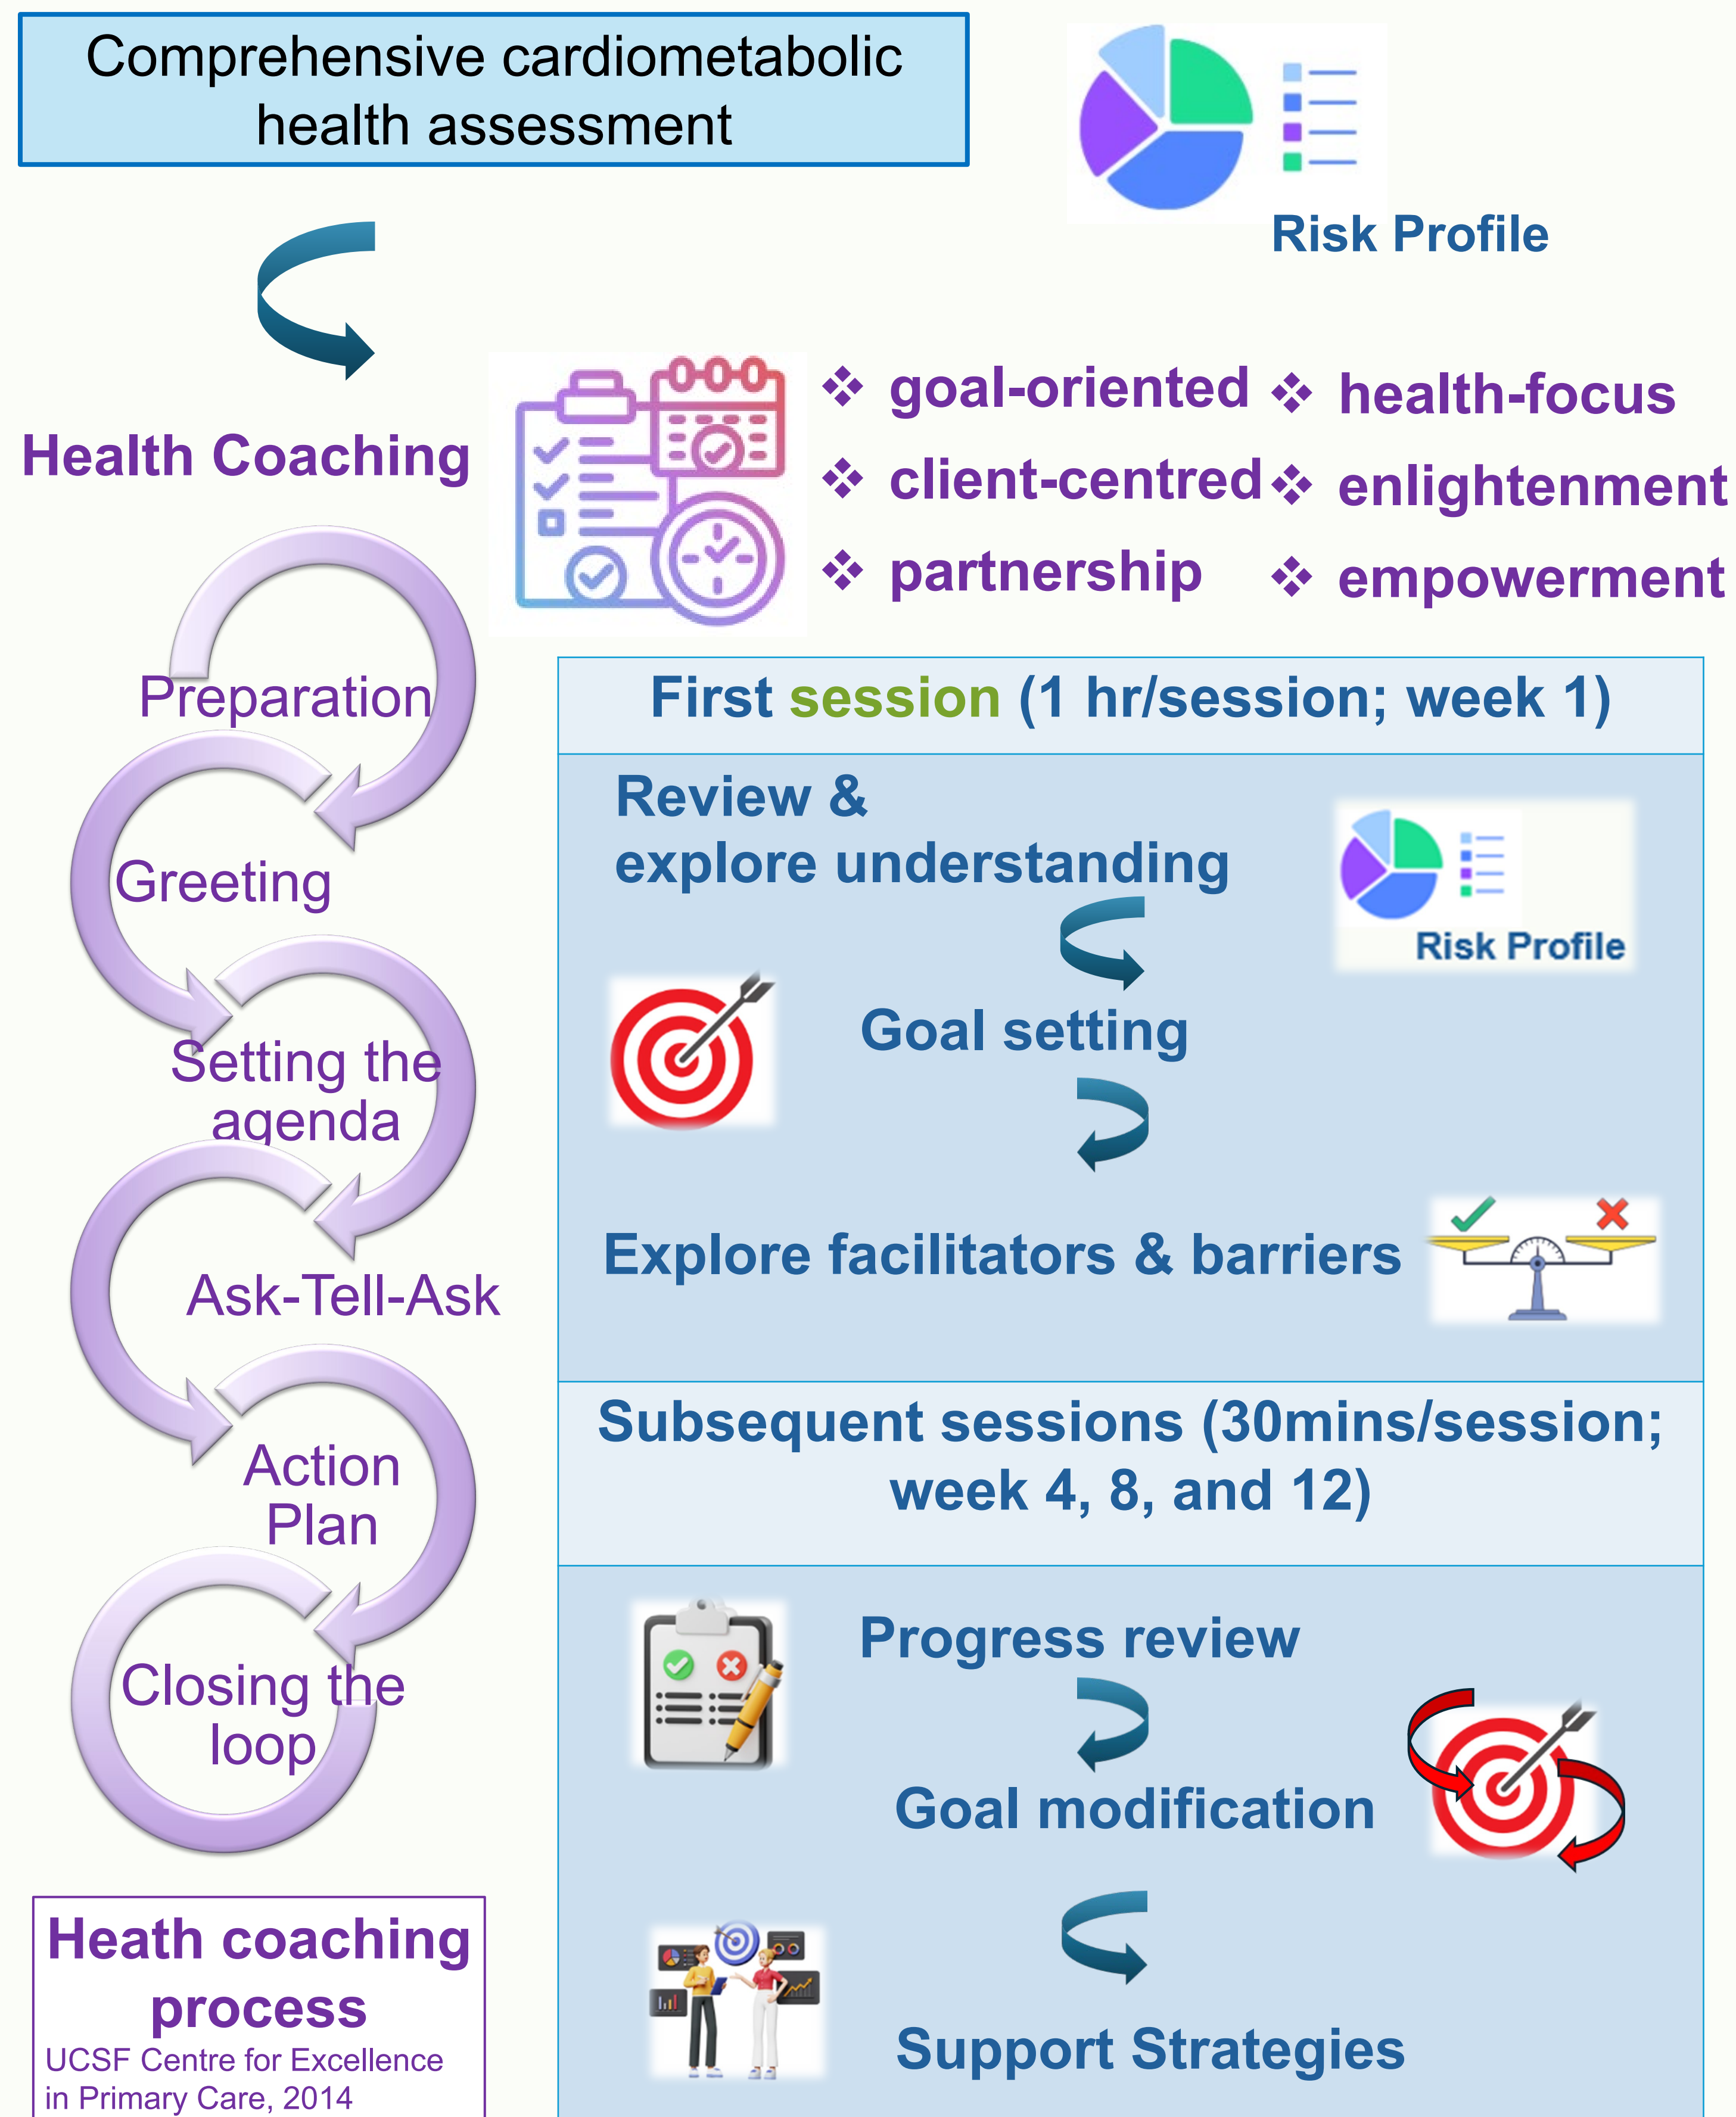 Comprehensive cardiometabolic
health assessment
Risk Profile
Health Coaching
❖ goal-oriented
❖ client-centred
❖ partnership
❖ health-focus
❖ enlightenment
❖ empowerment
Preparation
Greeting
Setting the
agenda
Ask-Tell-Ask
Action
Plan
Closing the
loop
Heath coaching
process
UCSF Centre for Excellence
in Primary Care, 2014
First session (1 hr/session; week 1)
Review &
explore understanding
Risk Profile
Goal setting
Explore facilitators & barriers
Subsequent sessions (30mins/session;
week 4, 8, and 12)
Progress review
Goal modification
Support Strategies